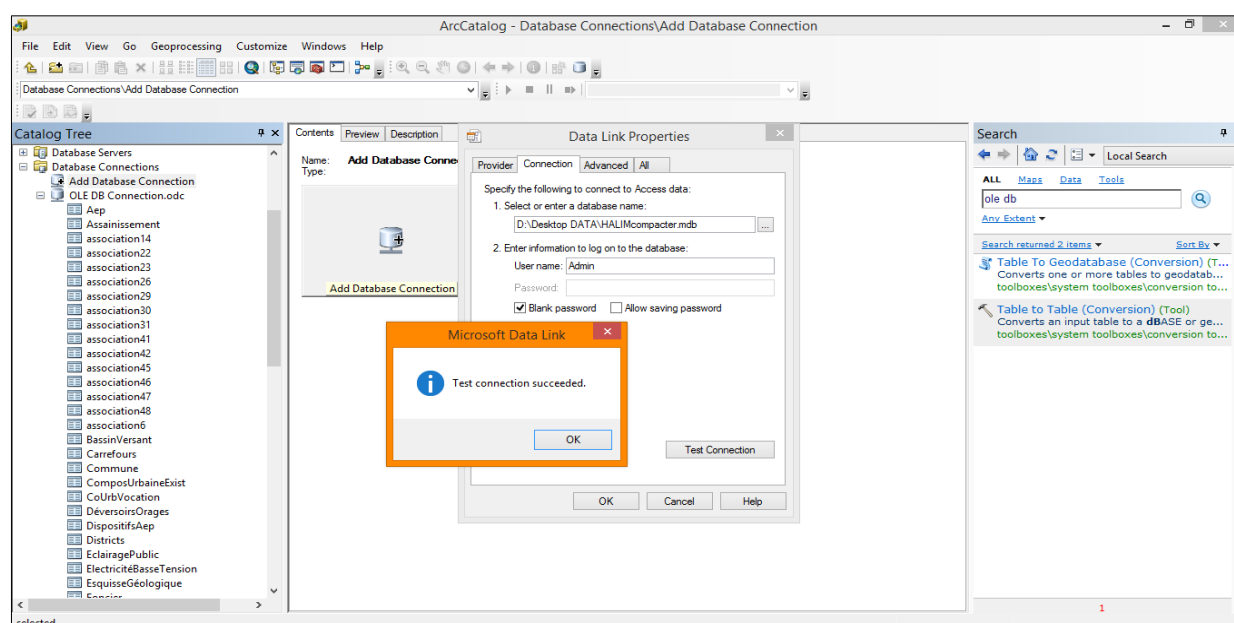 ArcCatalog - Database Connections\Add Database Connection
File Edit View Go Geoprocessing Customize Windows Help
Database Connections\Add Database Connection
Catalog Tree
Database Servers
Database Connections
Add Database Connection
OLE DB Connection.odc
Aep
Assainissement
association14
association22
association23
association26
association29
association30
association31
association41
association42
association45
association46
association47
association48
association6
BassinVersant
Carrefours
Commune
ComposUrbaineExist
CoUrbVocation
DéversoirsOrages
DispositifsAep
Districts
EclairagePublic
ElectricitéBasseTension
EsquisseGéologique
Foncier
selected
Contents Preview Description
Name: Add Database Conne
Type:
Add Database Connection
Data Link Properties
Provider Connection Advanced All
Specify the following to connect to Access data:
1. Select or enter a database name:
D:\Desktop DATA\HALIMcompacter.mdb ...
2. Enter information to log on to the database:
User name: Admin
Password:
Blank password Allow saving password
Microsoft Data Link
Test connection succeeded.
OK
Test Connection
OK Cancel Help
Search
Local Search
ALL Maps Data Tools
ole db
Any Extent
Search returned 2 items Sort By
Table To Geodatabase (Conversion) (T...
Converts one or more tables to geodatab...
toolboxes\system toolboxes\conversion to...
Table to Table (Conversion) (Tool)
Converts an input table to a dBASE or ge...
toolboxes\system toolboxes\conversion to...
1